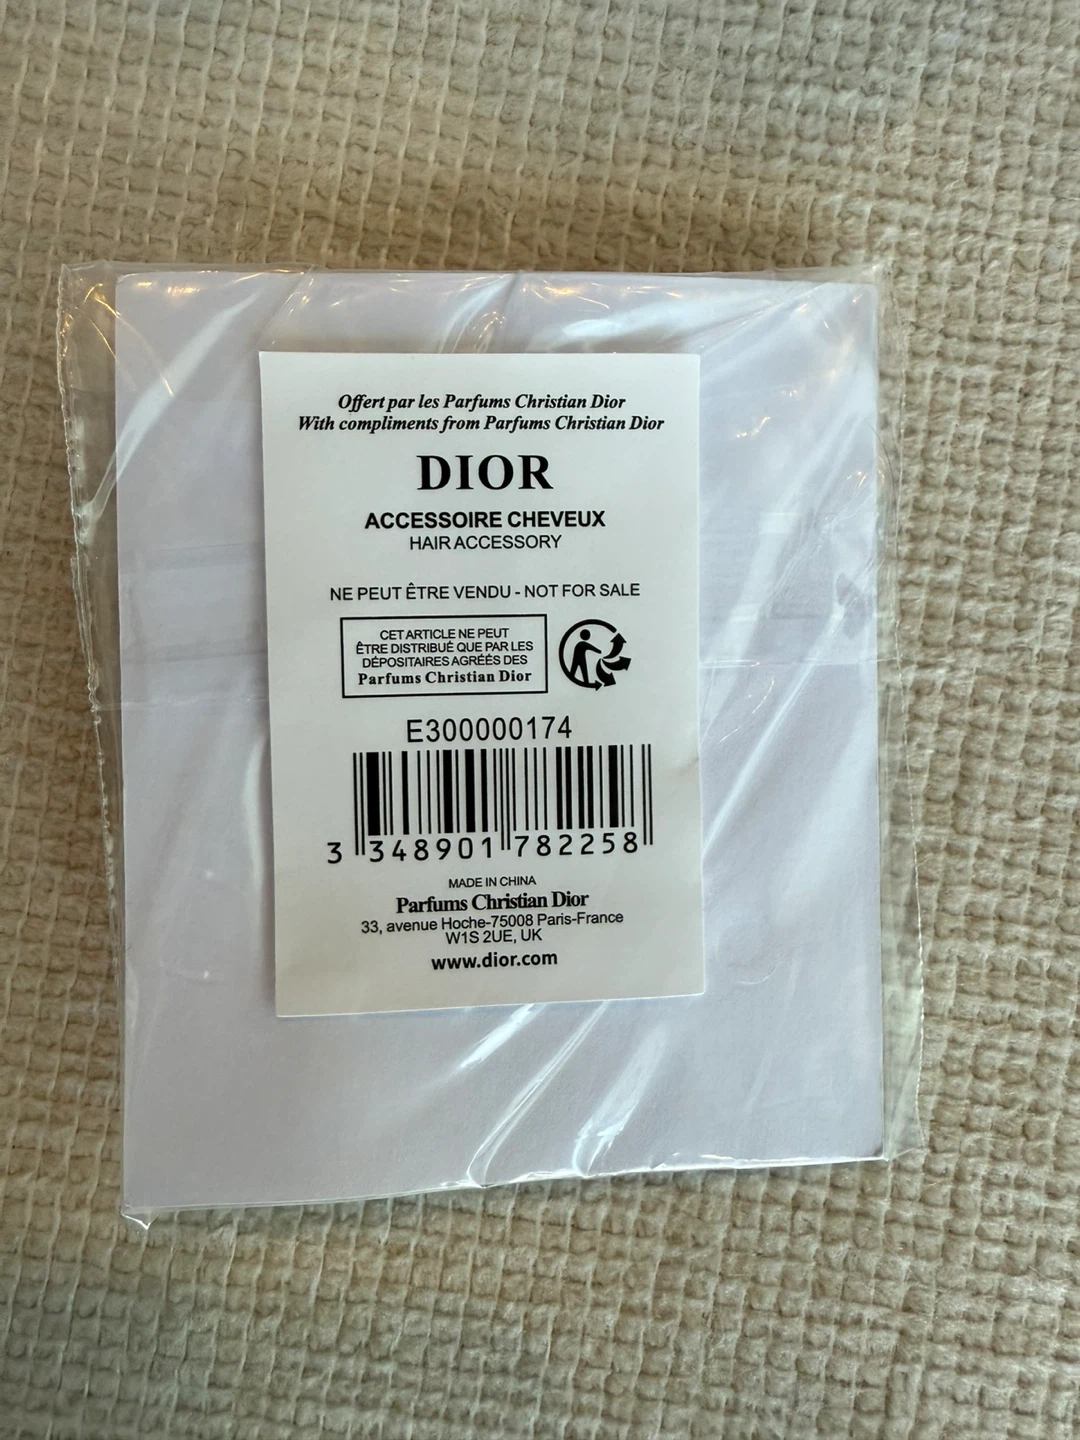 Offert par les Parfums Christian Dior
With compliments from Parfums Christian Dior
DIOR
ACCESSOIRE CHEVEUX
HAIR ACCESSORY
NE PEUT ÊTRE VENDU - NOT FOR SALE
CET ARTICLE NE PEUT
ÊTRE DISTRIBUÉ QUE PAR LES
DÉPOSITAIRES AGRÉÉS DES
Parfums Christian Dior
E300000174
3 348901 782258
MADE IN CHINA
Parfums Christian Dior
33, avenue Hoche-75008 Paris-France
W1S 2UE, UK
www.dior.com